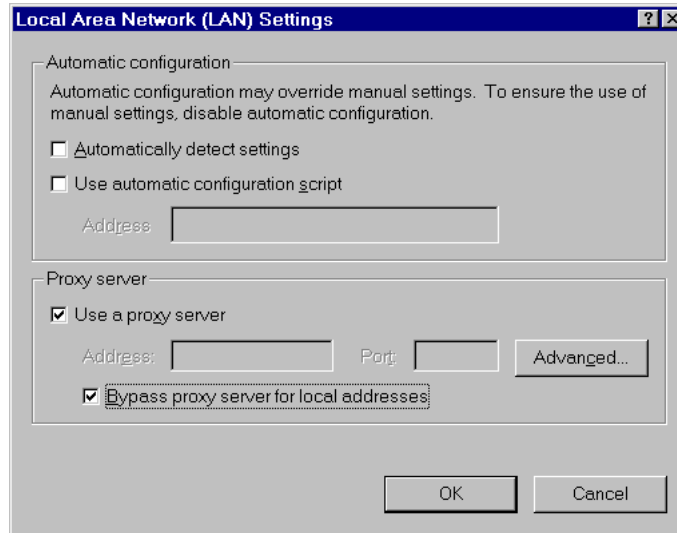 Local Area Network (LAN) Settings
Automatic configuration
Automatic configuration may override manual settings. To ensure the use of
manual settings, disable automatic configuration.
Automatically detect settings
Use automatic configuration script
Address
Proxy server
Use a proxy server
Address: Port: Advanced...
Bypass proxy server for local addresses
OK Cancel